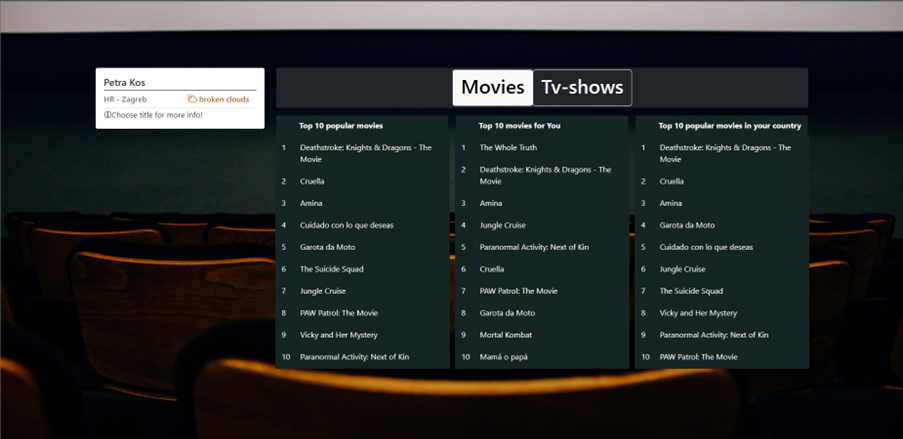 Petra Kos
HR - Zagreb
broken clouds
Choose title for more info!
Movies
Tv-shows
Top 10 popular movies
1 Deathstroke: Knights & Dragons - The
Movie
2 Cruella
3 Amina
4 Cuidado con lo que deseas
5 Garota da Moto
6 The Suicide Squad
7 Jungle Cruise
8 PAW Patrol: The Movie
9 Vicky and Her Mystery
10 Paranormal Activity: Next of Kin
Top 10 movies for You
1 The Whole Truth
2 Deathstroke: Knights & Dragons - The
Movie
3 Amina
4 Jungle Cruise
5 Paranormal Activity: Next of Kin
6 Cruella
7 PAW Patrol: The Movie
8 Garota da Moto
9 Mortal Kombat
10 Mamá o papá
Top 10 popular movies in your country
1 Deathstroke: Knights & Dragons - The
Movie
2 Cruella
3 Amina
4 Garota da Moto
5 Cuidado con lo que deseas
6 Jungle Cruise
7 The Suicide Squad
8 Vicky and Her Mystery
9 Paranormal Activity: Next of Kin
10 PAW Patrol: The Movie